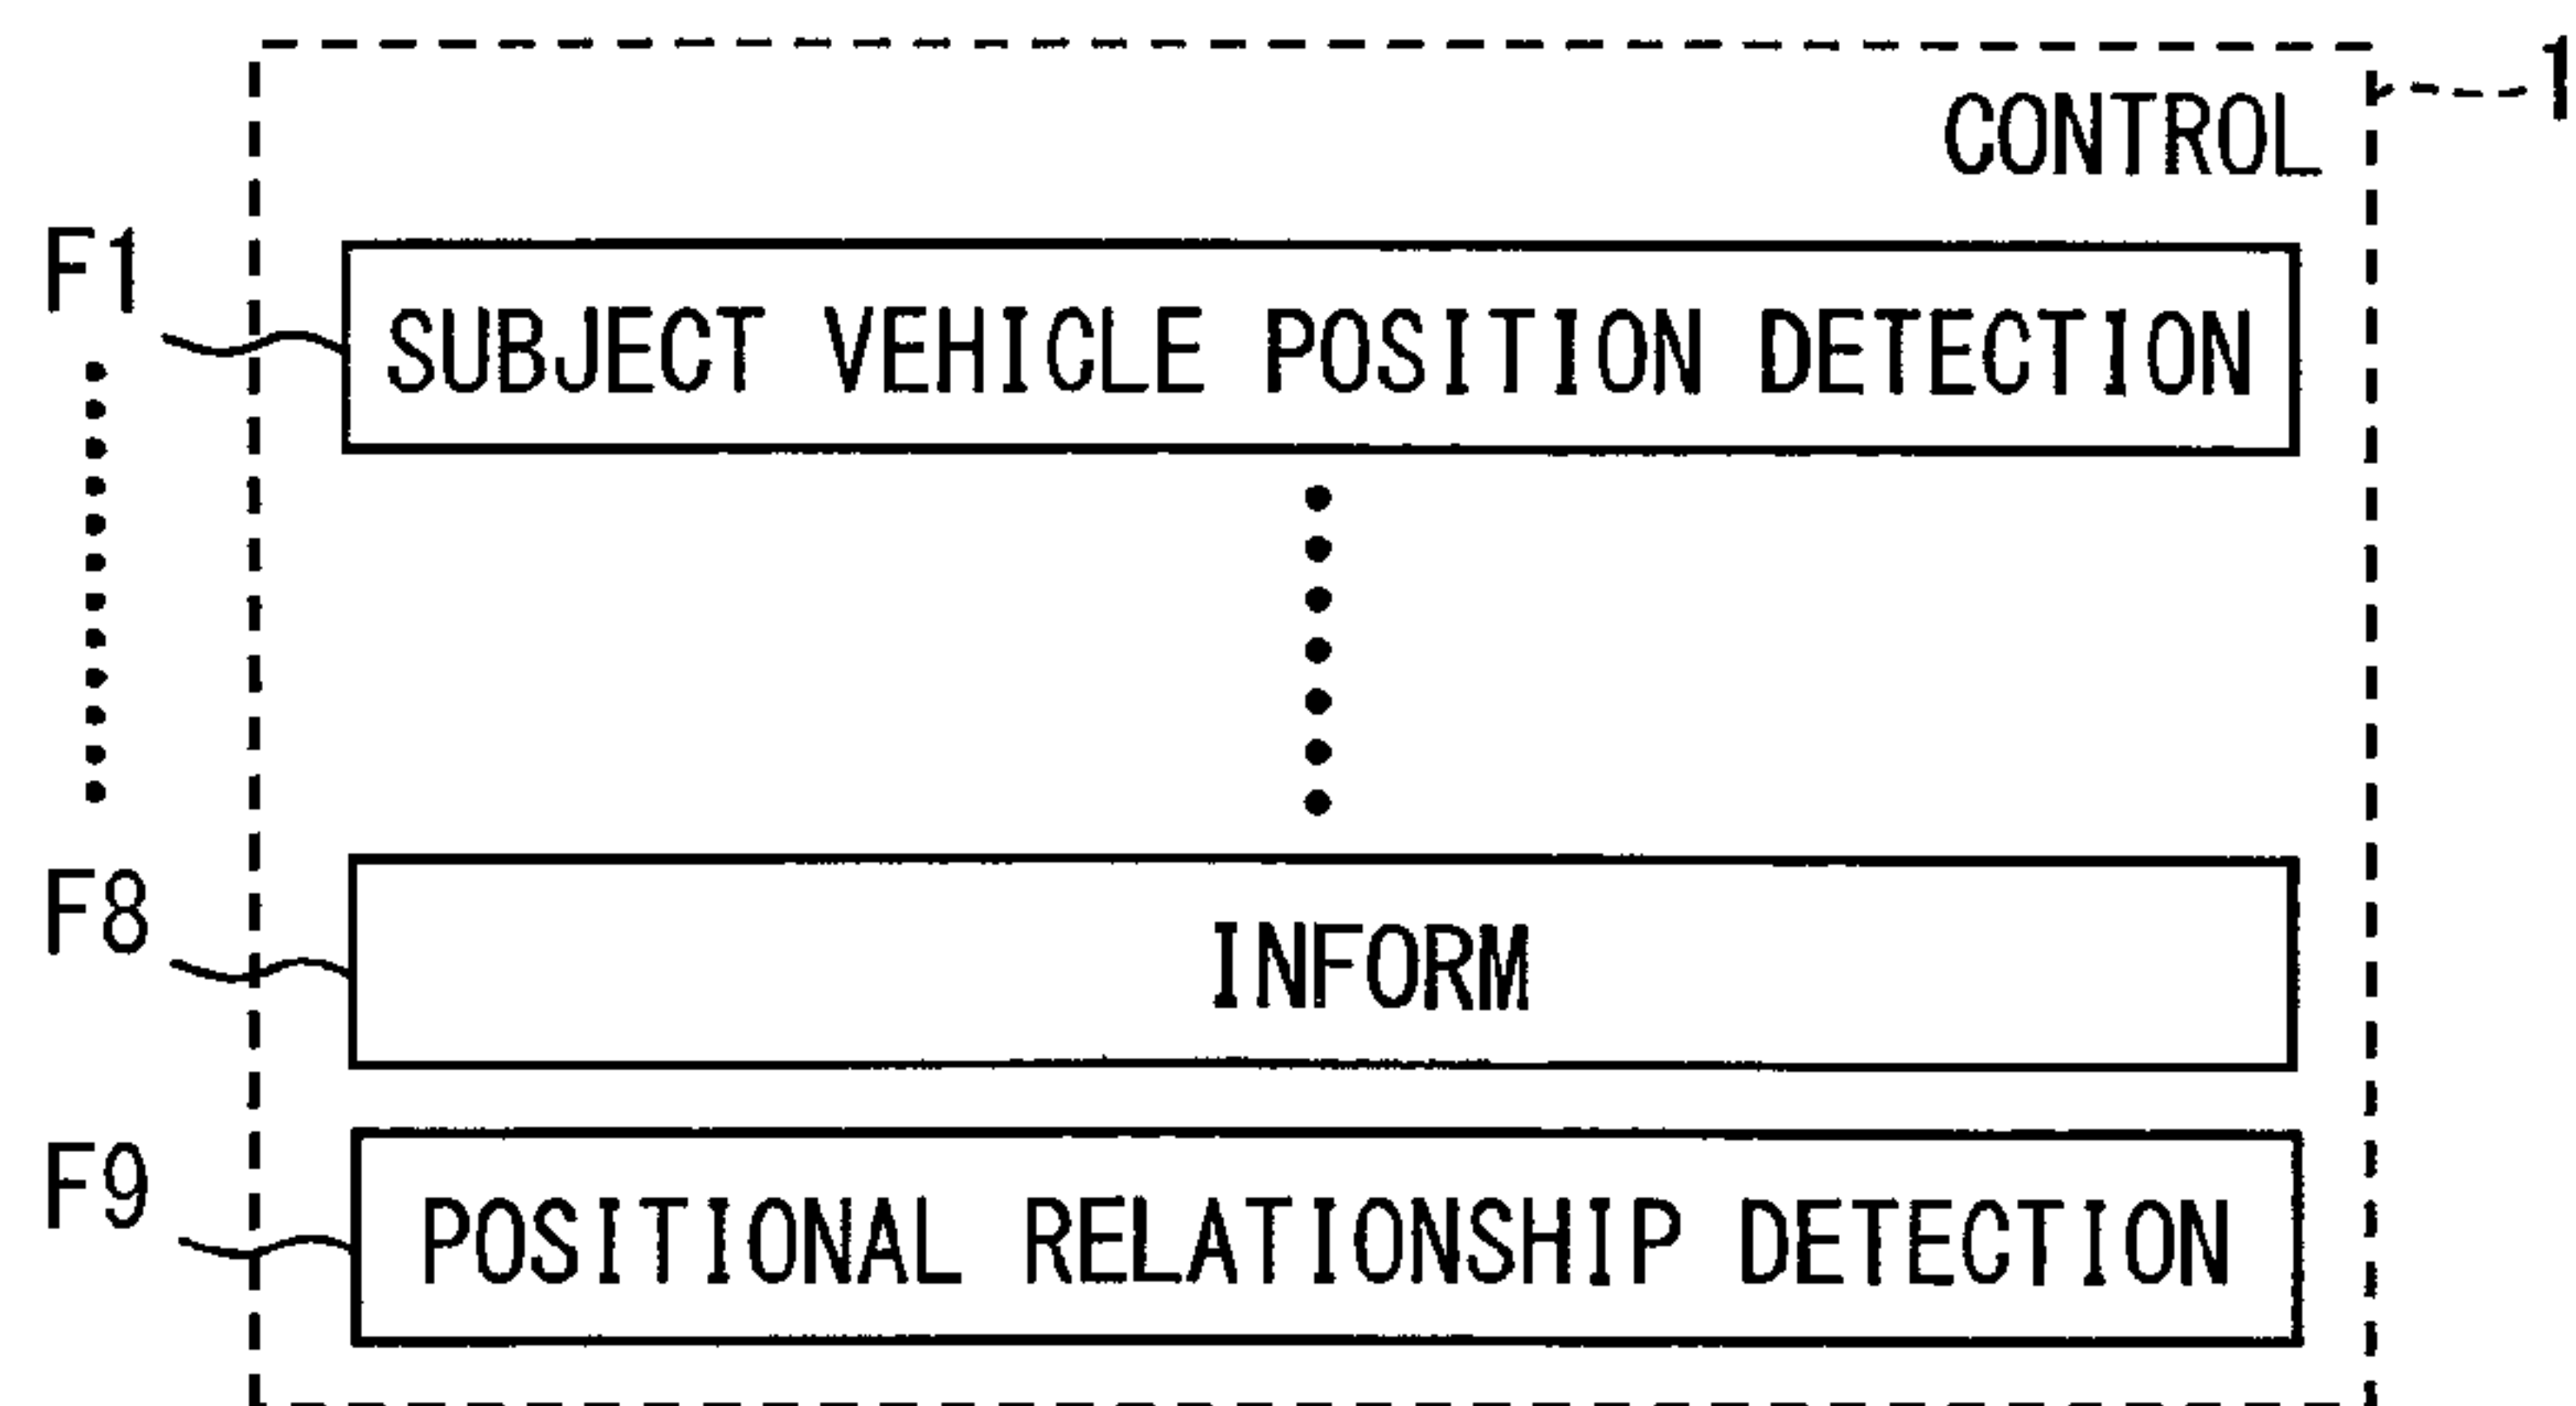 1
CONTROL
F1
SUBJECT VEHICLE POSITION DETECTION
F8
INFORM
F9
POSITIONAL RELATIONSHIP DETECTION